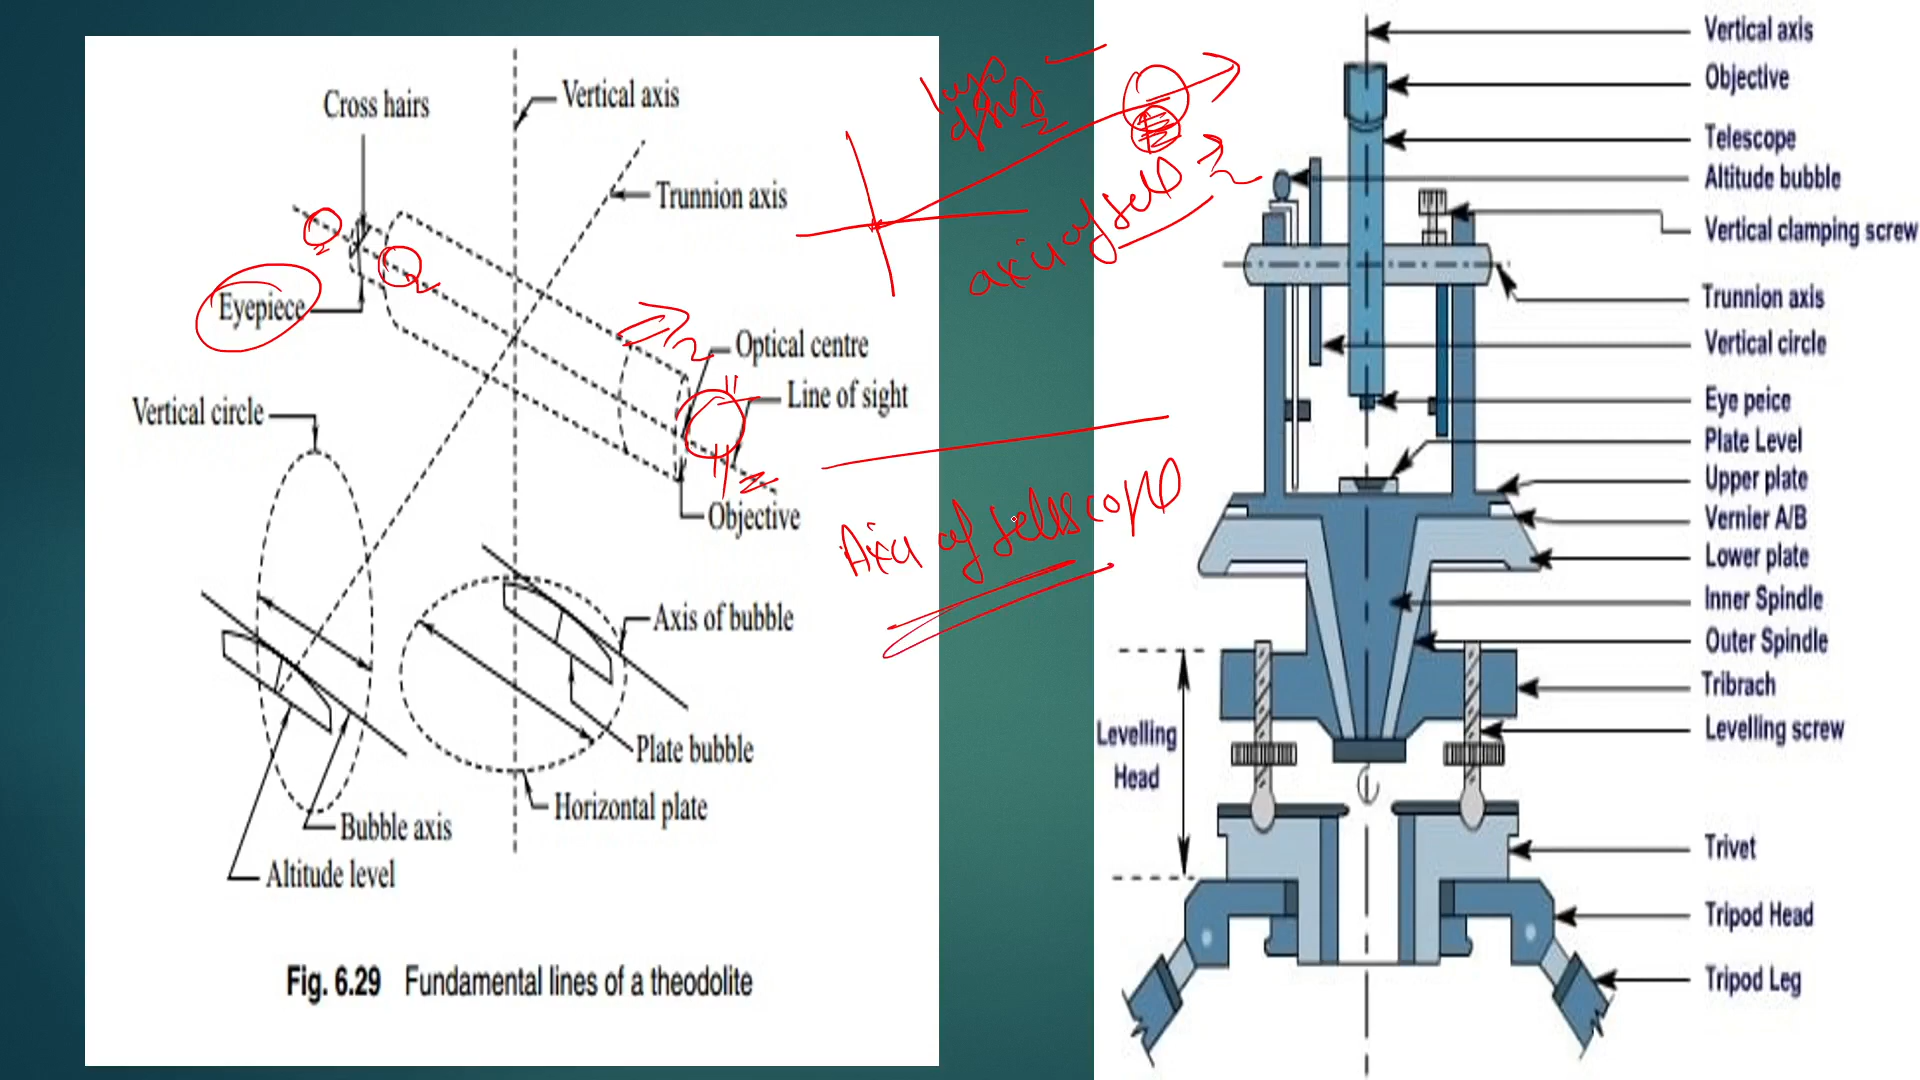 Cross hairs
Vertical axis
Trunnion axis
Eyepiece
Optical centre
Line of sight
Vertical circle
Objective
Axis of bubble
Plate bubble
Horizontal plate
Bubble axis
Altitude level
Fig. 6.29 Fundamental lines of a theodolite
axis of
Axis of telescope
Vertical axis
Objective
Telescope
Altitude bubble
Vertical clamping screw
Trunnion axis
Vertical circle
Eye peice
Plate Level
Upper plate
Vernier A/B
Lower plate
Inner Spindle
Outer Spindle
Tribrach
Levelling screw
Levelling
Head
Trivet
Tripod Head
Tripod Leg